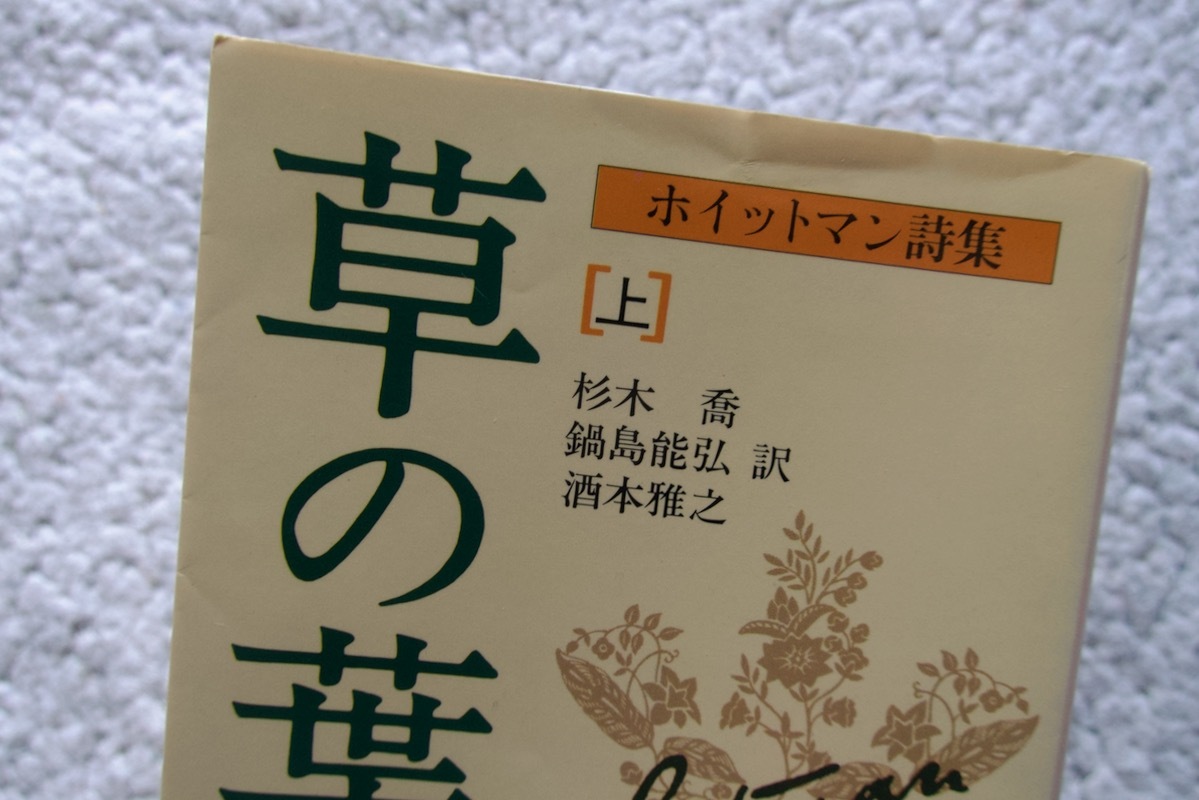 草の葉
ホイットマン詩集
[上]
杉木 喬
鍋島能弘 訳
酒本雅之